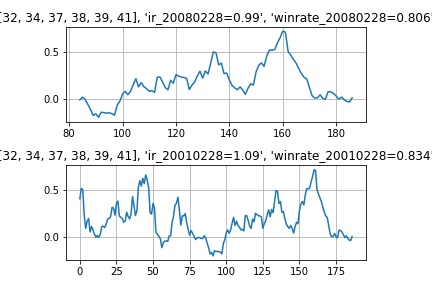 [32, 34, 37, 38, 39, 41], 'ir_20080228=0.99', 'winrate_20080228=0.806'
0.5
0.0
80 100 120 140 160 180
[32, 34, 37, 38, 39, 41], 'ir_20010228=1.09', 'winrate_20010228=0.834'
0.5
0.0
0 25 50 75 100 125 150 175